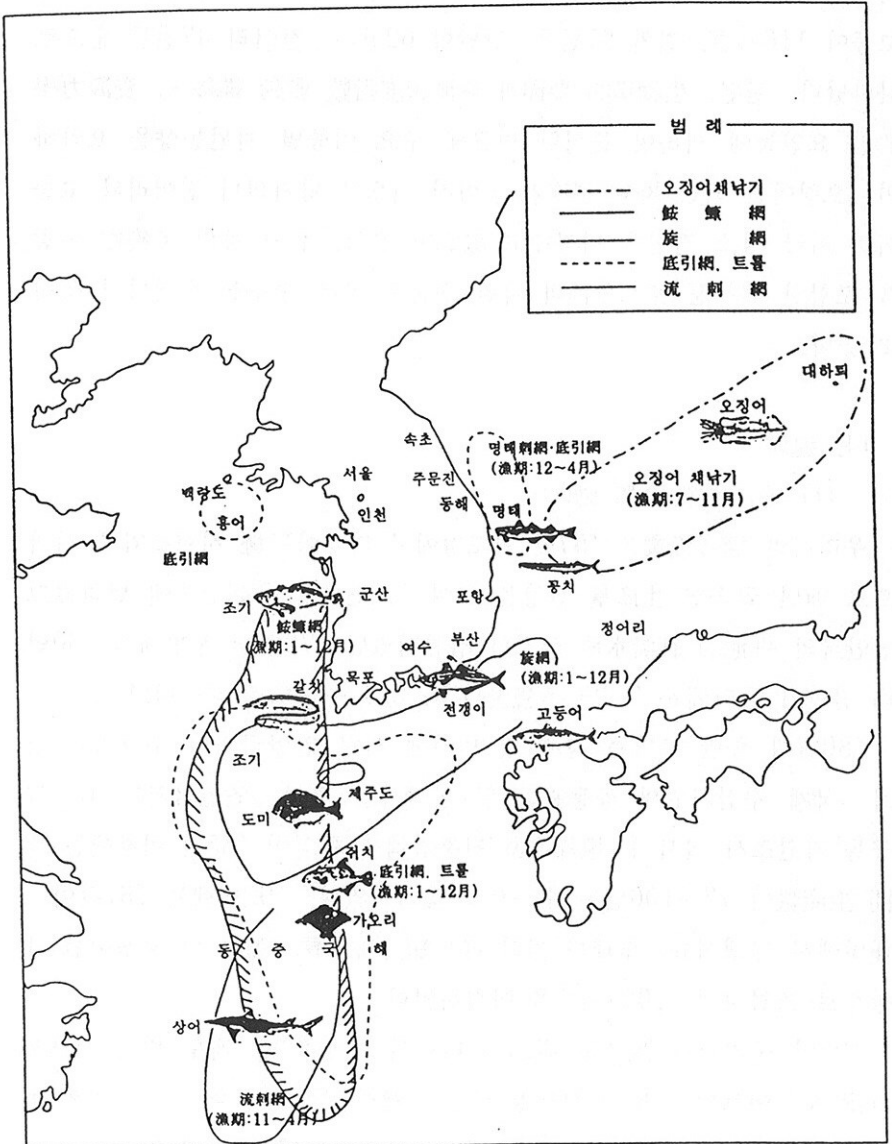 범 례
오징어채낚기
鮟 鱇 網
旋 網
底引網, 트롤
流 刺 網
대하퇴
오징어
오징어 채낚기
(漁期:7～11월)
속초
주문진
동해
명태刺網·底引網
(漁期:12～4月)
명태
꽁치
서울
인천
백령도
홍어
底引網
조기
군산
鮟鱇網
(漁期:1～12月)
포항
정어리
여수
부산
旋網
(漁期:1～12月)
목포
갈치
전갱이
고등어
조기
제주도
도미
쥐치
底引網, 트롤
(漁期:1～12月)
가오리
동 중 국 해
상어
流刺網
(漁期:11～4月)